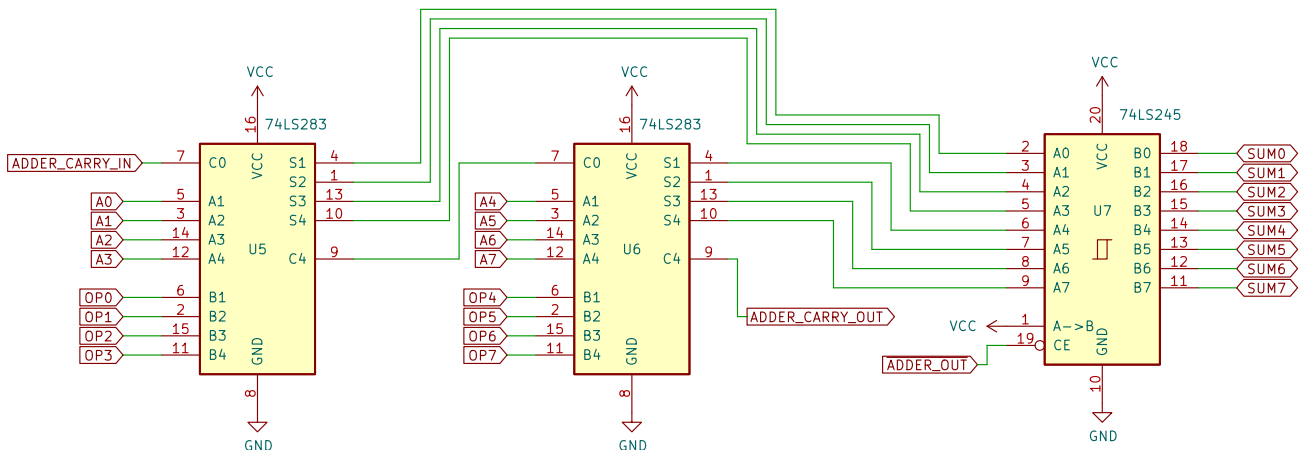 VCC
16
74LS283
ADDER_CARRY_IN
7 C0 VCC S1 4
S2 1
A0 5 A1 S3 13
A1 3 A2 S4 10
A2 14 A3
A3 12 A4 U5 C4 9
OP0 6 B1
OP1 2 B2
OP2 15 B3
OP3 11 B4 GND
8
GND
VCC
16
74LS283
7 C0 VCC S1 4
S2 1
A4 5 A1 S3 13
A5 3 A2 S4 10
A6 14 A3
A7 12 A4 U6 C4 9
OP4 6 B1
OP5 2 B2
OP6 15 B3
OP7 11 B4 GND
ADDER_CARRY_OUT
8
GND
VCC
20
74LS245
2 A0 VCC B0 18 SUM0
3 A1 B1 17 SUM1
4 A2 B2 16 SUM2
5 A3 U7 B3 15 SUM3
6 A4 B4 14 SUM4
7 A5 B5 13 SUM5
8 A6 B6 12 SUM6
9 A7 B7 11 SUM7
VCC 1 A->B
19 CE GND
ADDER_OUT
10
GND